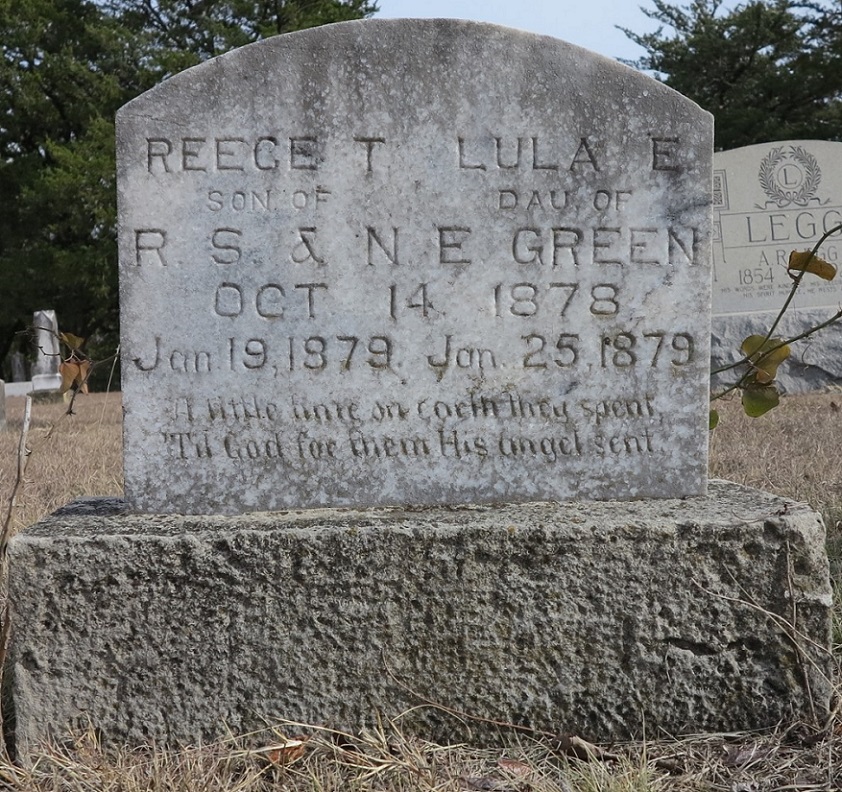 REECE T. LULA E.
SON OF DAU. OF
R. S. & N. E. GREEN
OCT. 14 1878
Jan. 19, 1879. Jan. 25, 1879
A little time on earth they spent,
'Til God for them His angel sent.
L
LEGG
1854